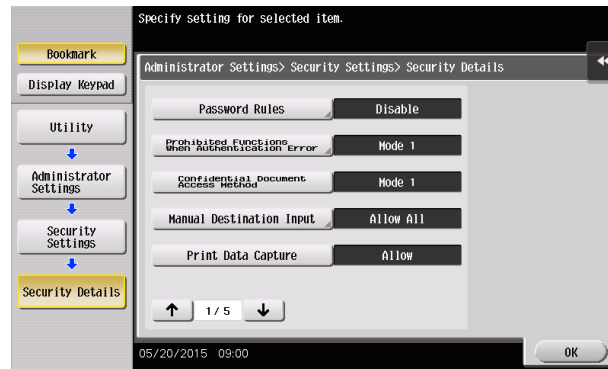 Specify setting for selected item.
Bookmark
Display Keypad
Utility
Administrator
Settings
Security
Settings
Security Details
Administrator Settings> Security Settings> Security Details
Password Rules
Disable
Prohibited Functions
When Authentication Error
Mode 1
Confidential Document
Access Method
Mode 1
Manual Destination Input
Allow All
Print Data Capture
Allow
1/ 5
05/20/2015 09:00
OK